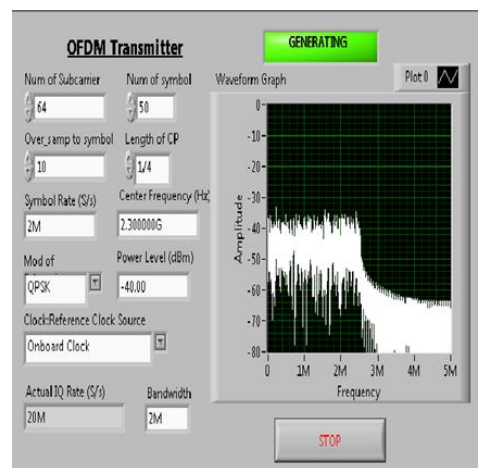 OFDM Transmitter
GENERATING
Num of Subcarrier
Num of symbol
64
50
Over_samp to symbol
Length of CP
10
1/4
Symbol Rate (S/s)
Center Frequency (Hz)
2M
2.300000G
Mod of
Power Level (dBm)
QPSK
-40.00
Clock:Reference Clock Source
Onboard Clock
Actual IQ Rate (S/s)
Bandwidth
20M
2M
Waveform Graph
Plot 0
Amplitude
0-
-10-
-20-
-30-
-40-
-50-
-60-
-70-
-80-
0 1M 2M 3M 4M 5M
Frequency
STOP